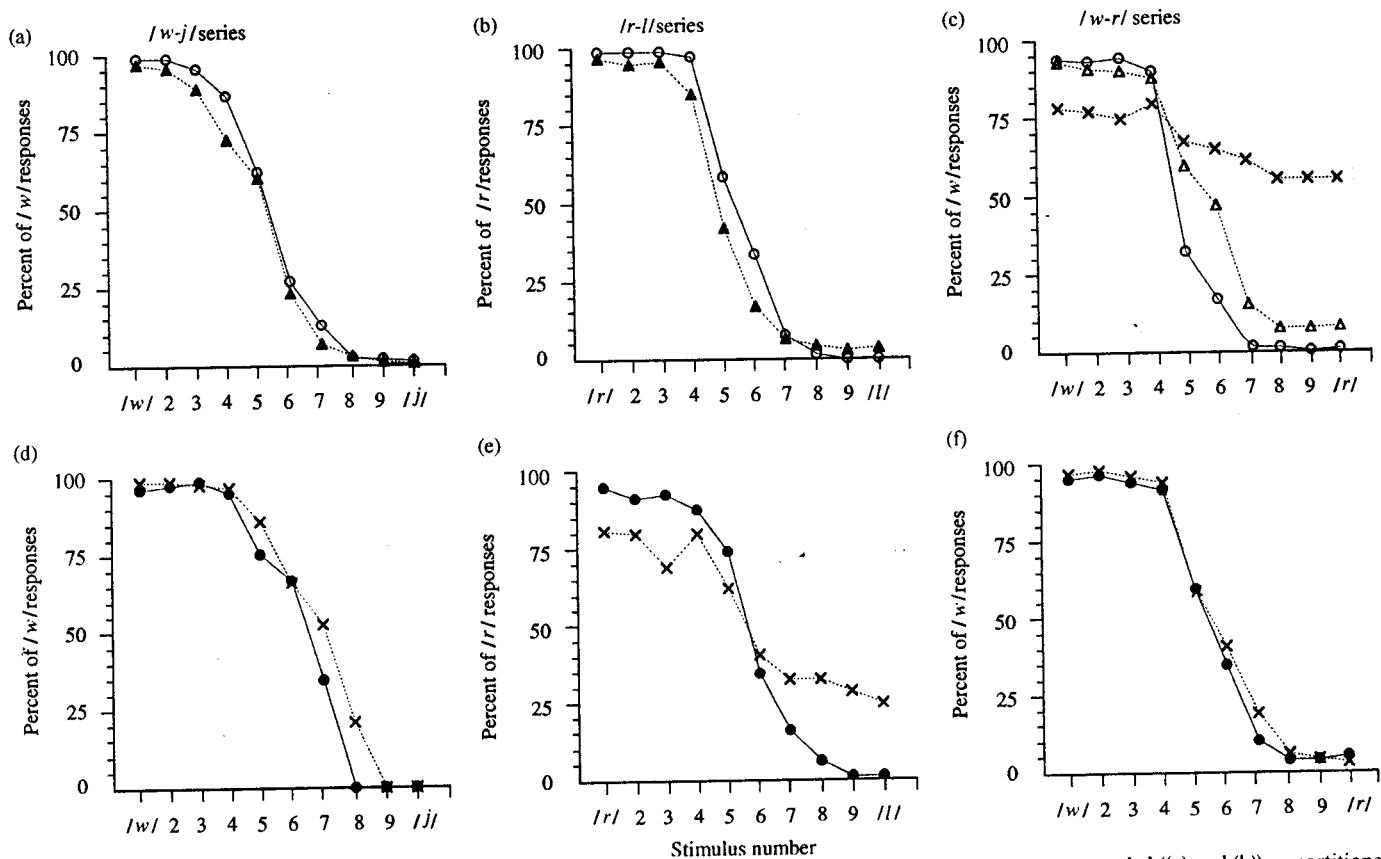 (a) /w-j/ series
Percent of /w/ responses
100
75
50
25
0
/w/ 2 3 4 5 6 7 8 9 /j/
(b) /r-l/ series
Percent of /r/ responses
100
75
50
25
0
/r/ 2 3 4 5 6 7 8 9 /l/
(c) /w-r/ series
Percent of /w/ responses
100
75
50
25
0
/w/ 2 3 4 5 6 7 8 9 /r/
(d)
Percent of /w/ responses
100
75
50
25
0
/w/ 2 3 4 5 6 7 8 9 /j/
(e)
Percent of /r/ responses
100
75
50
25
0
/r/ 2 3 4 5 6 7 8 9 /l/
Stimulus number
(f)
Percent of /w/ responses
100
75
50
25
0
/w/ 2 3 4 5 6 7 8 9 /r/